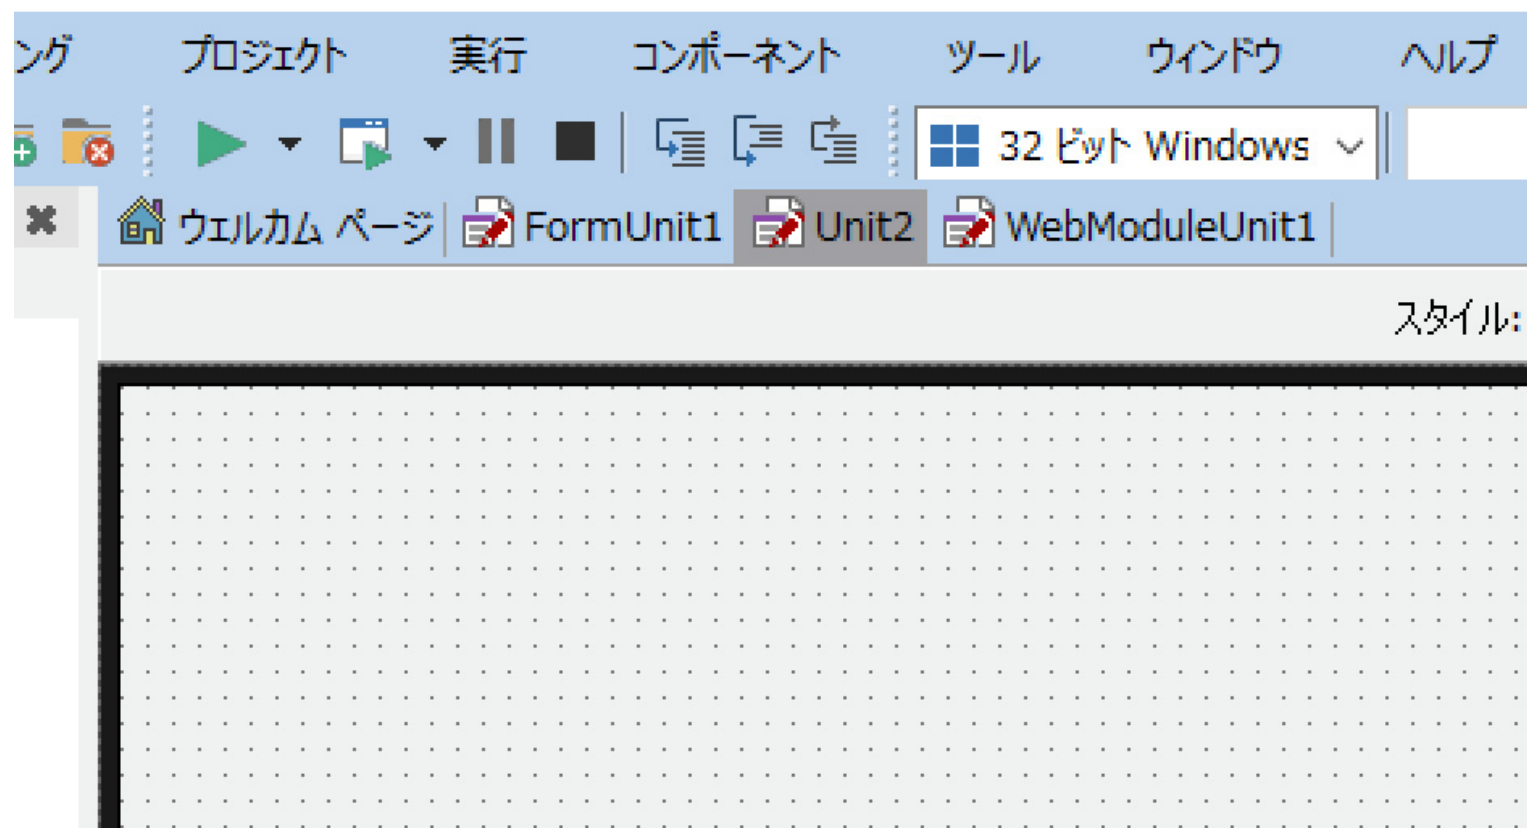 ング プロジェクト 実行 コンポーネント ツール ウィンドウ ヘルプ
32 ビット Windows
ウェルカム ページ FormUnit1 Unit2 WebModuleUnit1
スタイル: